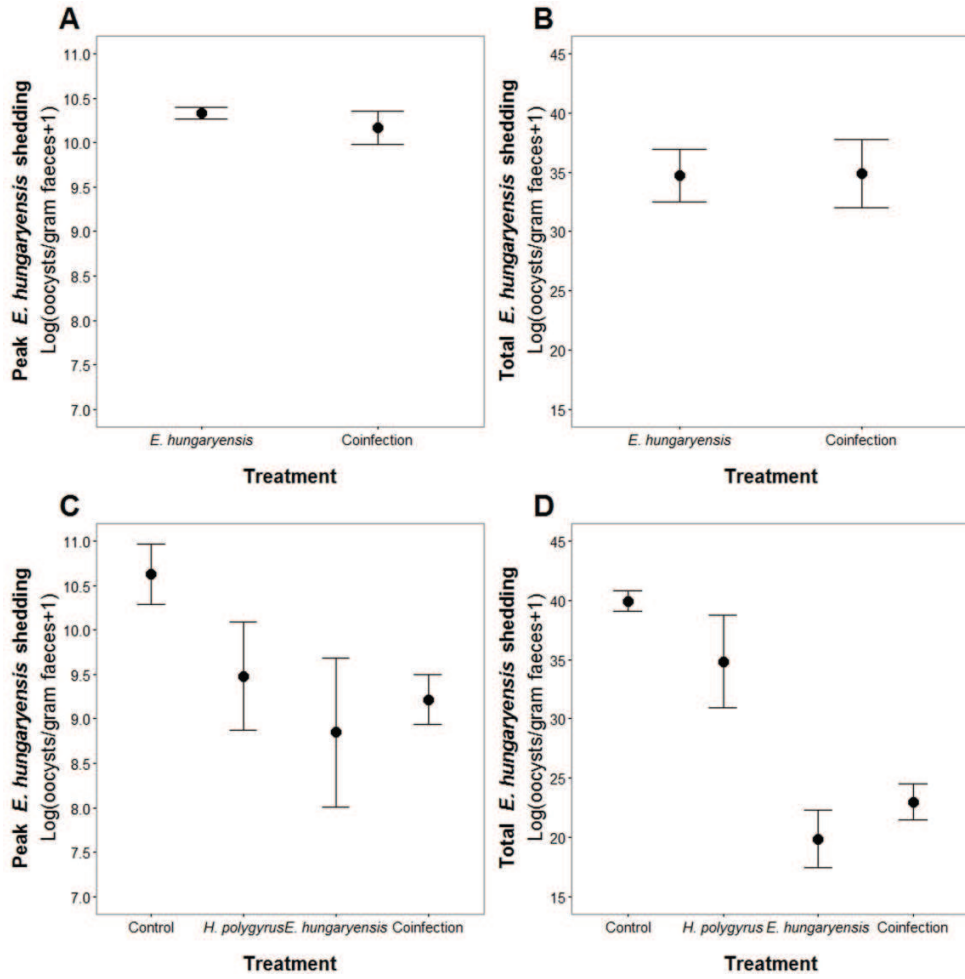 A
Peak E. hungaryensis shedding
Log(oocysts/gram faeces+1)
11.0
10.5
10.0
9.5
9.0
8.5
8.0
7.5
7.0
E. hungaryensis
Coinfection
Treatment
B
Total E. hungaryensis shedding
Log(oocysts/gram faeces+1)
45
40
35
30
25
20
15
E. hungaryensis
Coinfection
Treatment
C
Peak E. hungaryensis shedding
Log(oocysts/gram faeces+1)
11.0
10.5
10.0
9.5
9.0
8.5
8.0
7.5
7.0
Control
H. polygyrus
E. hungaryensis
Coinfection
Treatment
D
Total E. hungaryensis shedding
Log(oocysts/gram faeces+1)
45
40
35
30
25
20
15
Control
H. polygyrus
E. hungaryensis
Coinfection
Treatment